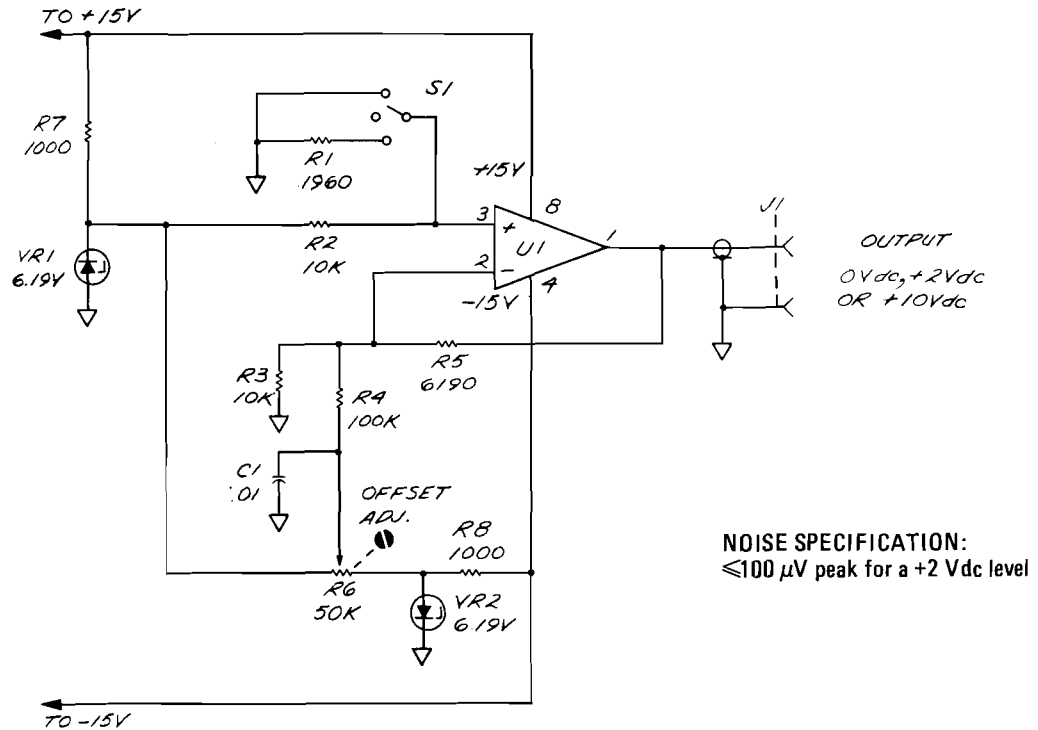 TO +15V
S1
R7
1000
R1
1960
+15V
8
3
+
J1
R2
10K
U1
1
OUTPUT
VR1
6.19V
2
−
-15V
4
0Vdc, +2Vdc
OR +10Vdc
R5
6190
R3
10K
R4
100K
C1
.01
OFFSET
ADJ.
R8
1000
NOISE SPECIFICATION:
≤100 μV peak for a +2 Vdc level
R6
50K
VR2
6.19V
TO -15V